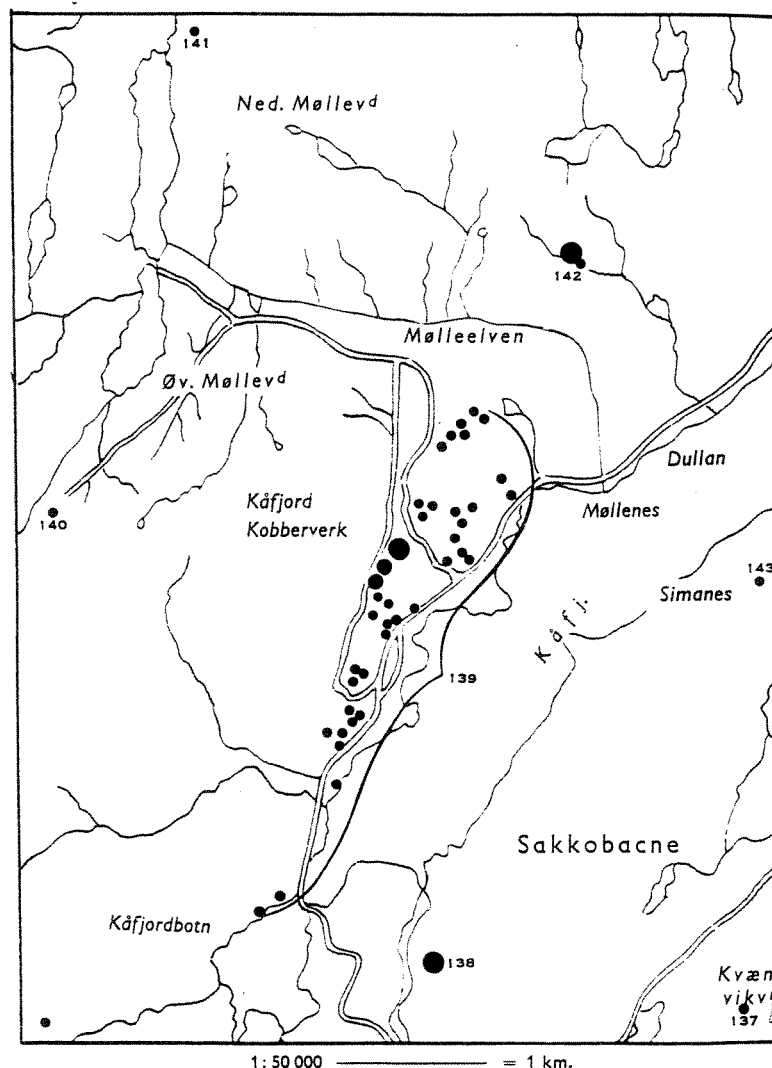 141
Ned. Møllevd
142
Mølleelven
Øv. Møllevd
Dullan
Kåfjord
Kobberverk
Møllenes
140
143
Simanes
Kåfj.
139
Sakkobacne
Kåfjordbotn
138
Kvæn
137
1:50 000 = 1 km.